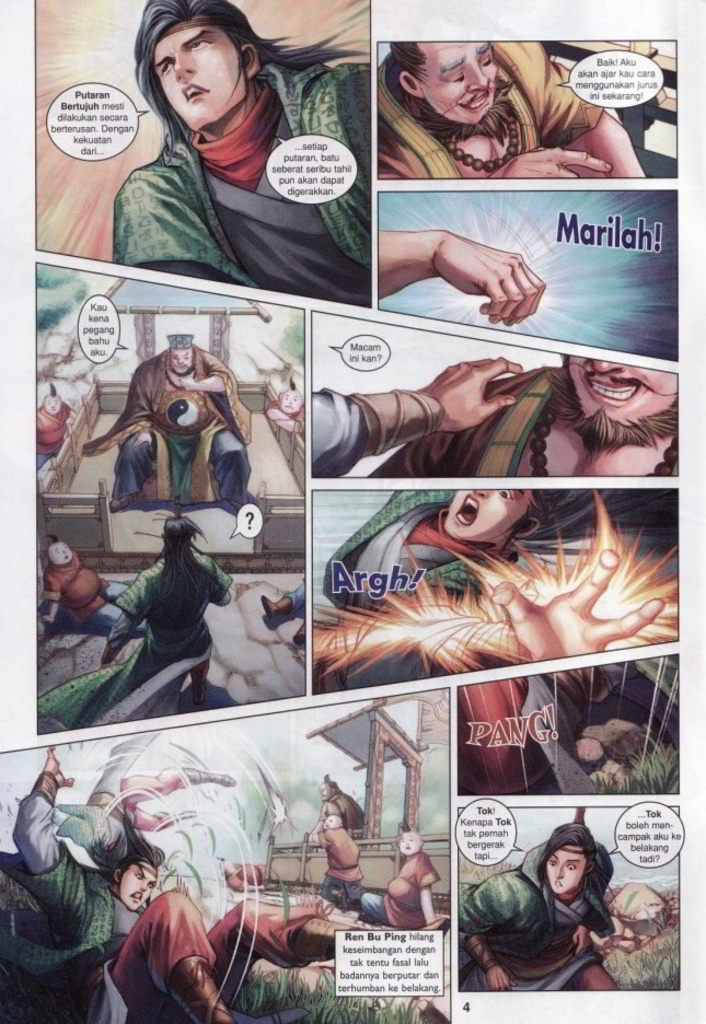 Putaran
Bertujuh mesti
dilakukan secara
berterusan. Dengan
kekuatan
dari...
...setiap
putaran, batu
seberat seribu tahil
pun akan dapat
digerakkan.
Baik! Aku
akan ajar kau cara
menggunakan jurus
ini sekarang!
Marilah!
Kau
kena
pegang
bahu
aku.
?
Macam
ini kan?
Argh!
PANG!
Ren Bu Ping hilang
keseimbangan dengan
tak tentu fasal lalu
badannya berputar dan
terhumban ke belakang.
Tok!
Kenapa Tok
tak pernah
bergerak
tapi...
...Tok
boleh men-
campak aku ke
belakang
tadi?
4